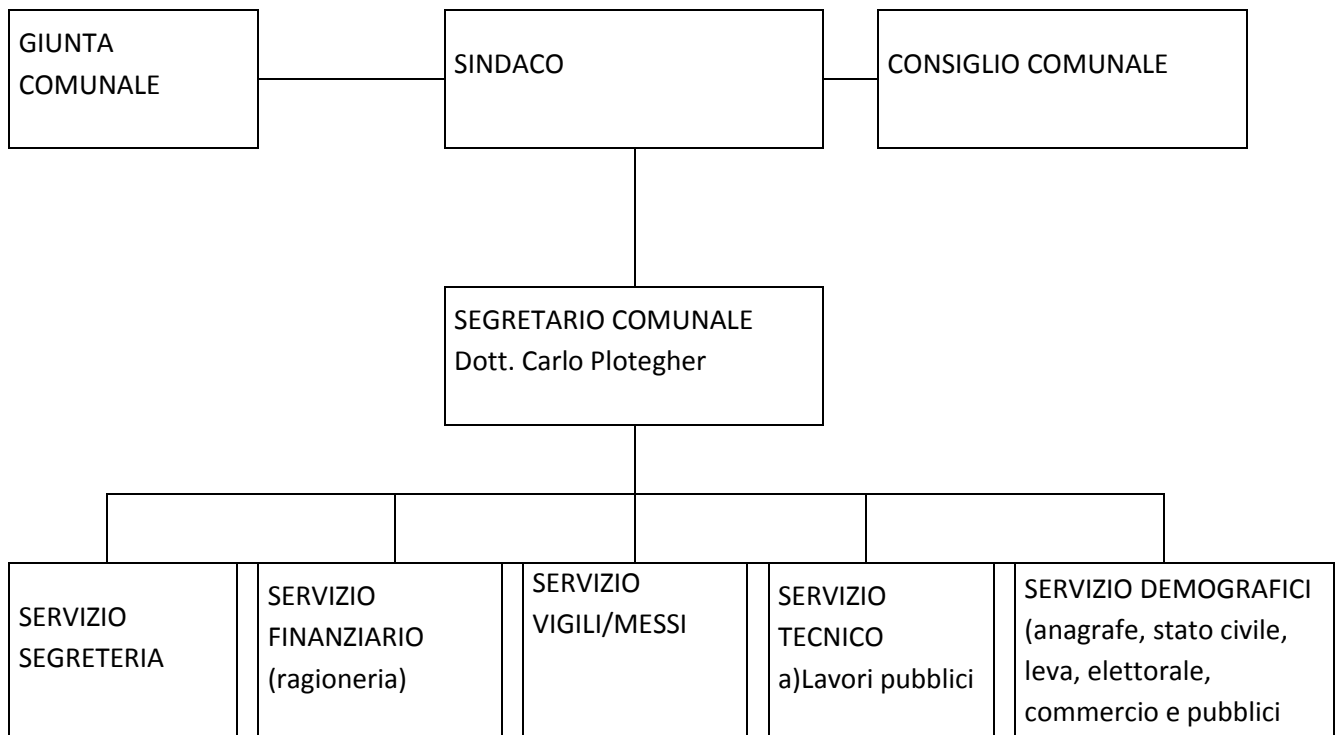 GIUNTA
COMUNALE
SINDACO
CONSIGLIO COMUNALE
SEGRETARIO COMUNALE
Dott. Carlo Plotegher
SERVIZIO
SEGRETERIA
SERVIZIO
FINANZIARIO
(ragioneria)
SERVIZIO
VIGILI/MESSI
SERVIZIO
TECNICO
a)Lavori pubblici
SERVIZIO DEMOGRAFICI
(anagrafe, stato civile,
leva, elettorale,
commercio e pubblici